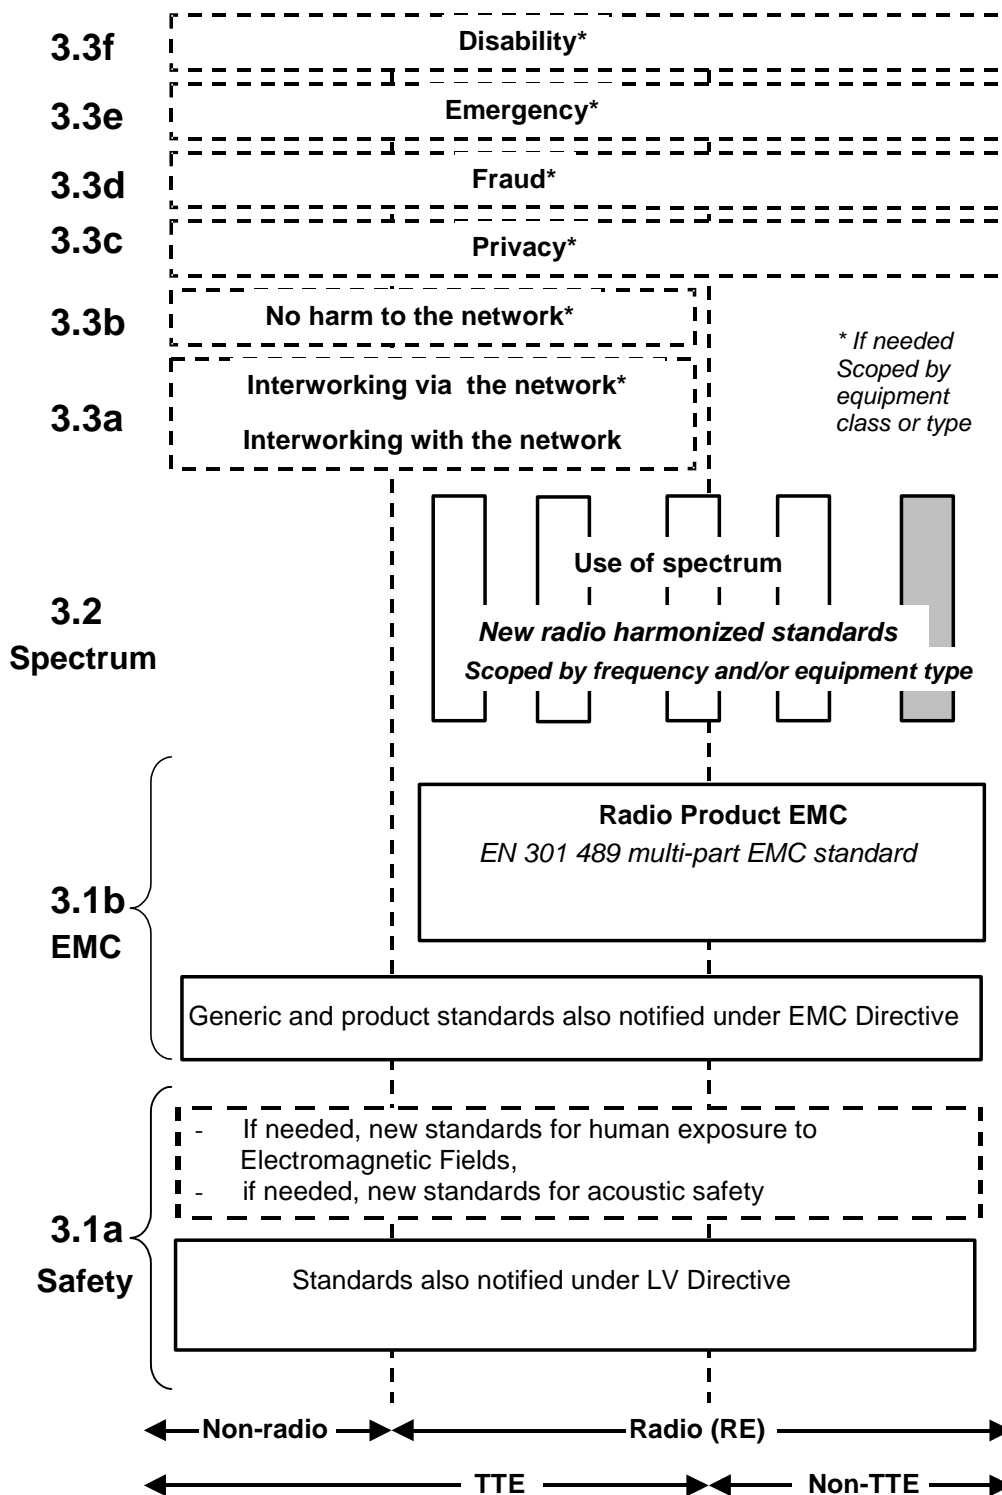 3.3f
Disability*
3.3e
Emergency*
3.3d
Fraud*
3.3c
Privacy*
3.3b
No harm to the network*
* If needed
Scoped by
equipment
class or type
3.3a
Interworking via the network*
Interworking with the network
3.2
Spectrum
Use of spectrum
New radio harmonized standards
Scoped by frequency and/or equipment type
3.1b
EMC
Radio Product EMC
EN 301 489 multi-part EMC standard
Generic and product standards also notified under EMC Directive
3.1a
Safety
- If needed, new standards for human exposure to
Electromagnetic Fields,
- if needed, new standards for acoustic safety
Standards also notified under LV Directive
Non-radio
Radio (RE)
TTE
Non-TTE